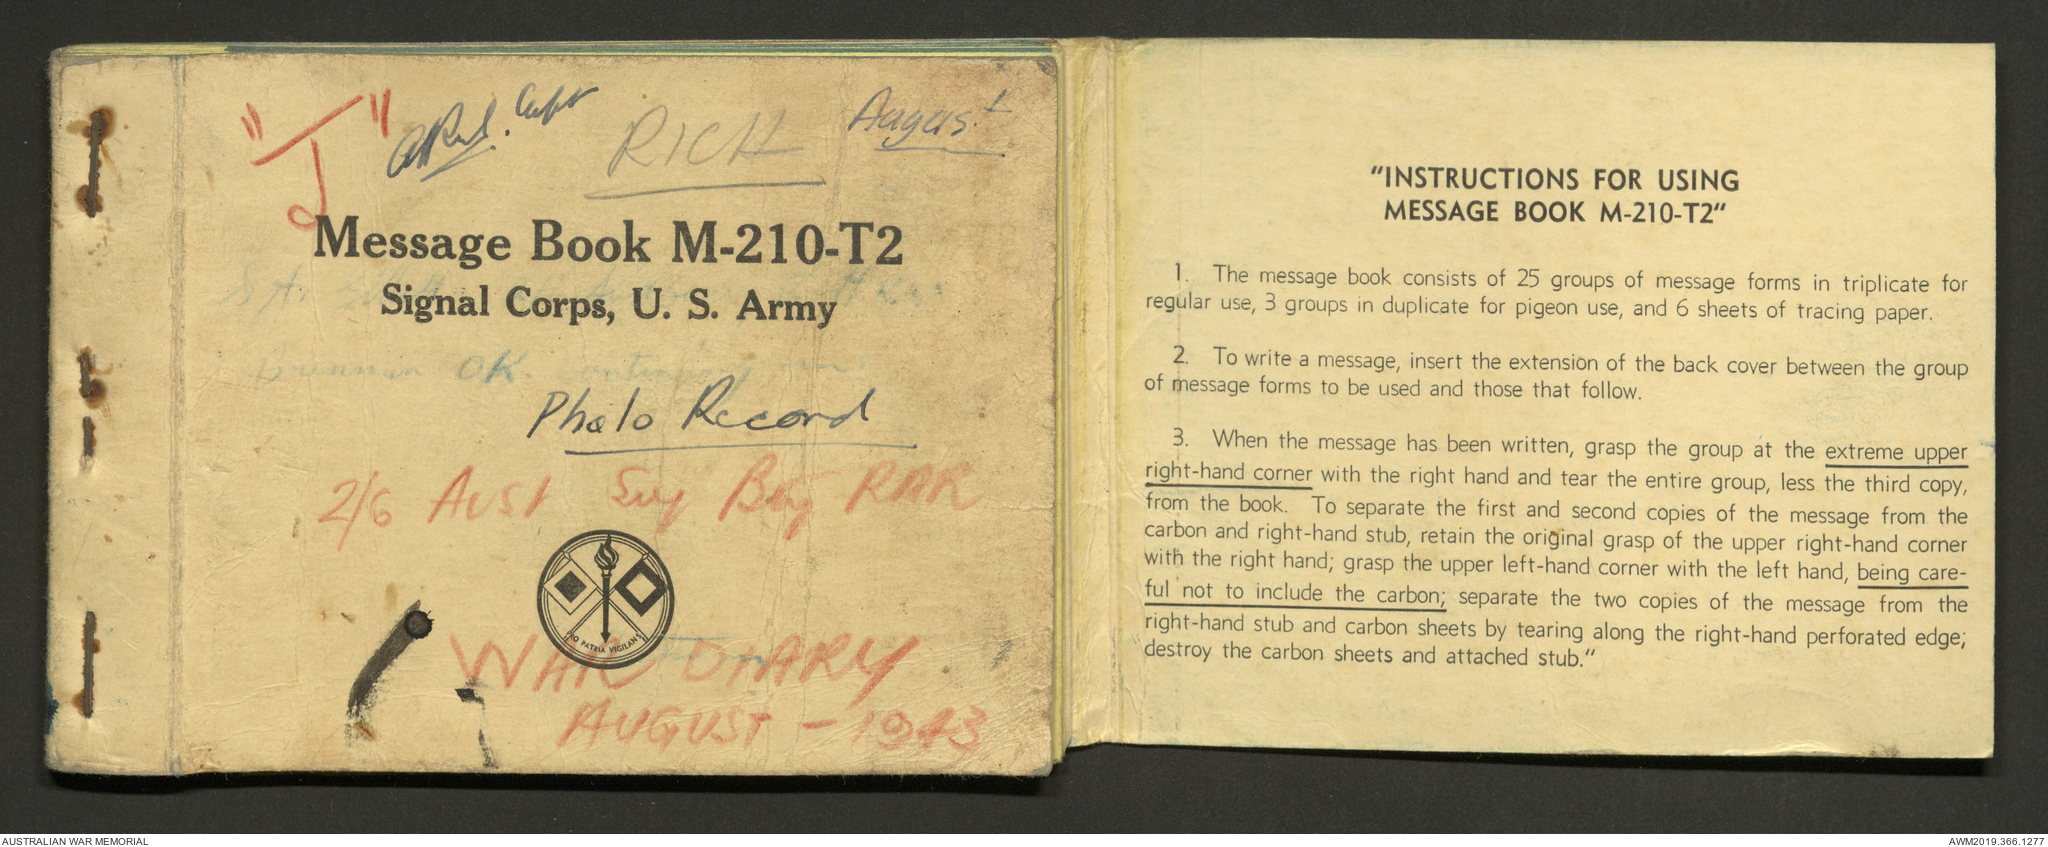 "J"
Capt
RICH
August
Message Book M-210-T2
Signal Corps, U. S. Army
Brennan OK. continuing
Photo Record
2/6 Aust Svy Bty RAA
PRO PATRIA VIGILANS
WAR DIARY
AUGUST - 1943
"INSTRUCTIONS FOR USING
MESSAGE BOOK M-210-T2"
1. The message book consists of 25 groups of message forms in triplicate for
regular use, 3 groups in duplicate for pigeon use, and 6 sheets of tracing paper.
2. To write a message, insert the extension of the back cover between the group
of message forms to be used and those that follow.
3. When the message has been written, grasp the group at the extreme upper
right-hand corner with the right hand and tear the entire group, less the third copy,
from the book. To separate the first and second copies of the message from the
carbon and right-hand stub, retain the original grasp of the upper right-hand corner
with the right hand; grasp the upper left-hand corner with the left hand, being care-
ful not to include the carbon; separate the two copies of the message from the
right-hand stub and carbon sheets by tearing along the right-hand perforated edge;
destroy the carbon sheets and attached stub."
AUSTRALIAN WAR MEMORIAL
AWM2019.366.1277